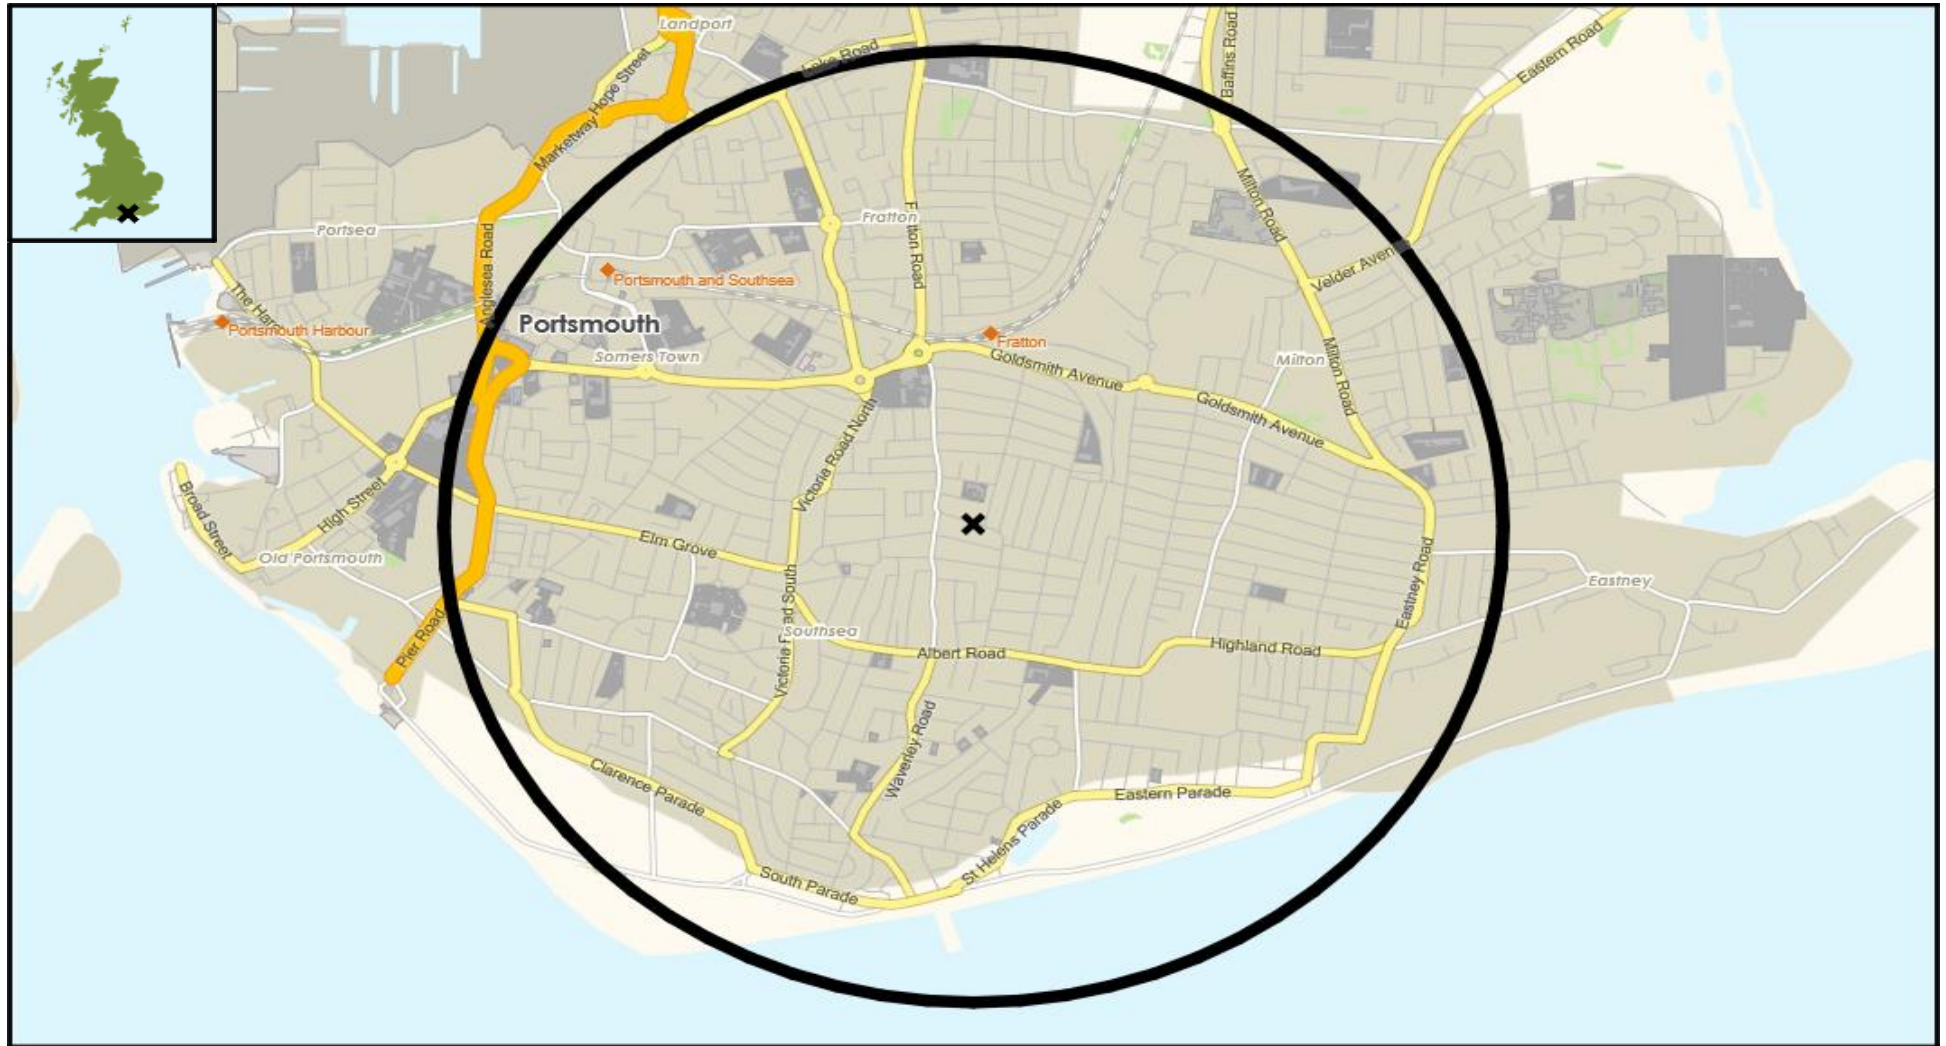 Landport
Lake Road
Hope Street
Marketway
Baffins Road
Eastern Road
Portsea
Anglesea Road
Fratton
Fratton Road
Milton Road
Velder Avenue
Portsmouth and Southsea
The Hard
Portsmouth Harbour
Portsmouth
Somers Town
Fratton
Goldsmith Avenue
Milton
Milton Road
Goldsmith Avenue
Victoria Road North
Broad Street
High Street
Elm Grove
Old Portsmouth
Eastney Road
Eastney
Pier Road
Victoria Road South
Southsea
Albert Road
Highland Road
Waverley Road
Clarence Parade
Eastern Parade
St Helens Parade
South Parade